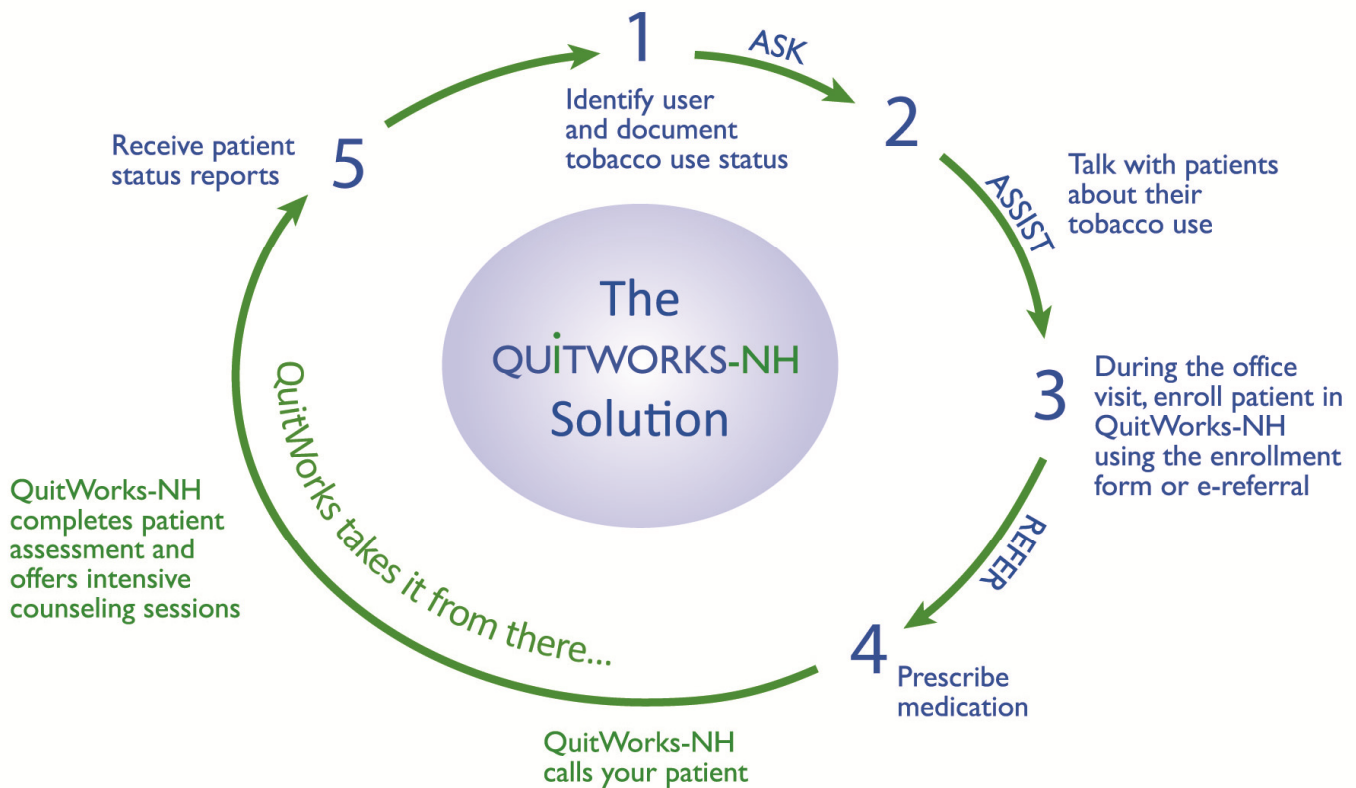 1
Identify user
and document
tobacco use status
ASK
2
Talk with patients
about their
tobacco use
ASSIST
3
During the office
visit, enroll patient in
QuitWorks-NH
using the enrollment
form or e-referral
REFER
4
Prescribe
medication
QuitWorks takes it from there...
QuitWorks-NH
calls your patient
QuitWorks-NH
completes patient
assessment and
offers intensive
counseling sessions
5
Receive patient
status reports
The
QUiTWORKS-NH
Solution